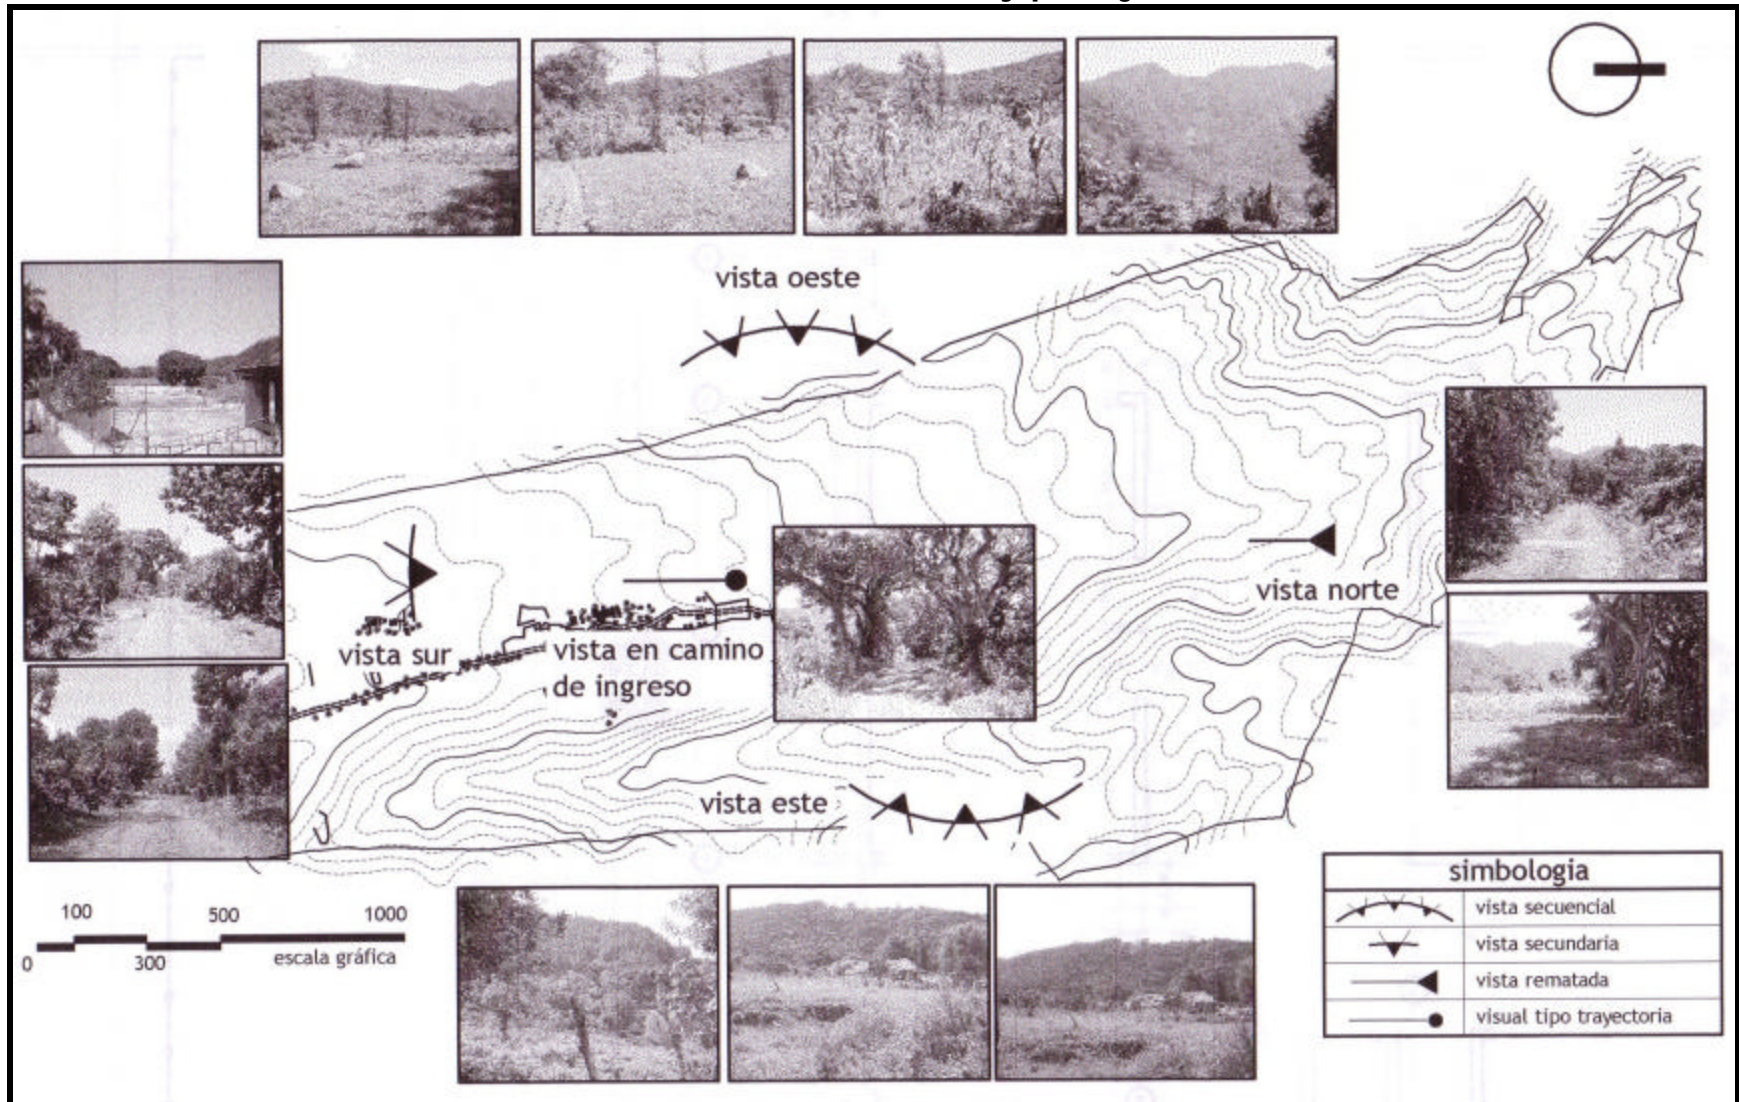 vista oeste
vista sur
vista en camino
de ingreso
vista norte
vista este
100
500
1000
0
300
escala gráfica
simbologia
vista secuencial
vista secundaria
vista rematada
visual tipo trayectoria